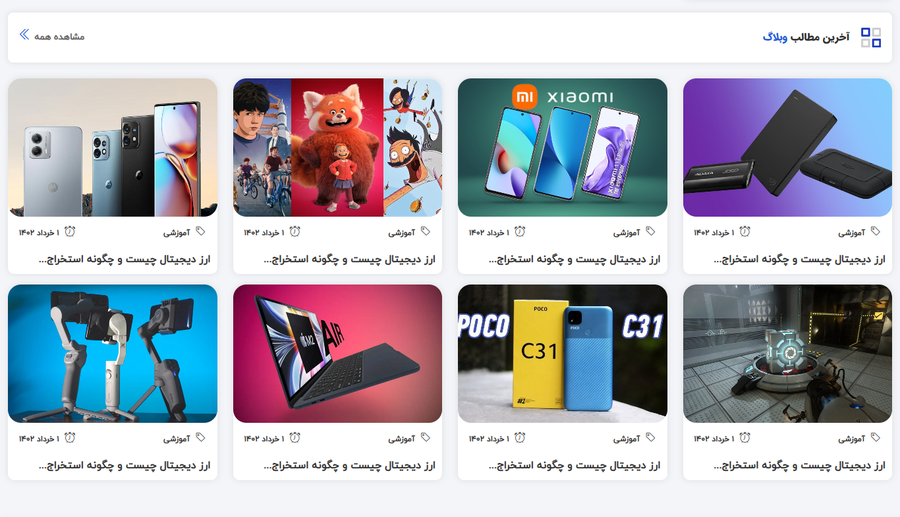 آخرین مطالب وبلاگ
مشاهده همه
xiaomi
آموزشی
۱ خرداد ۱۴۰۲
آموزشی
۱ خرداد ۱۴۰۲
آموزشی
۱ خرداد ۱۴۰۲
آموزشی
۱ خرداد ۱۴۰۲
ارز دیجیتال چیست و چگونه استخراج...
ارز دیجیتال چیست و چگونه استخراج...
ارز دیجیتال چیست و چگونه استخراج...
ارز دیجیتال چیست و چگونه استخراج...
POCO
POCO
C31
C31
AIR
M2
آموزشی
۱ خرداد ۱۴۰۲
آموزشی
۱ خرداد ۱۴۰۲
آموزشی
۱ خرداد ۱۴۰۲
آموزشی
۱ خرداد ۱۴۰۲
ارز دیجیتال چیست و چگونه استخراج...
ارز دیجیتال چیست و چگونه استخراج...
ارز دیجیتال چیست و چگونه استخراج...
ارز دیجیتال چیست و چگونه استخراج...